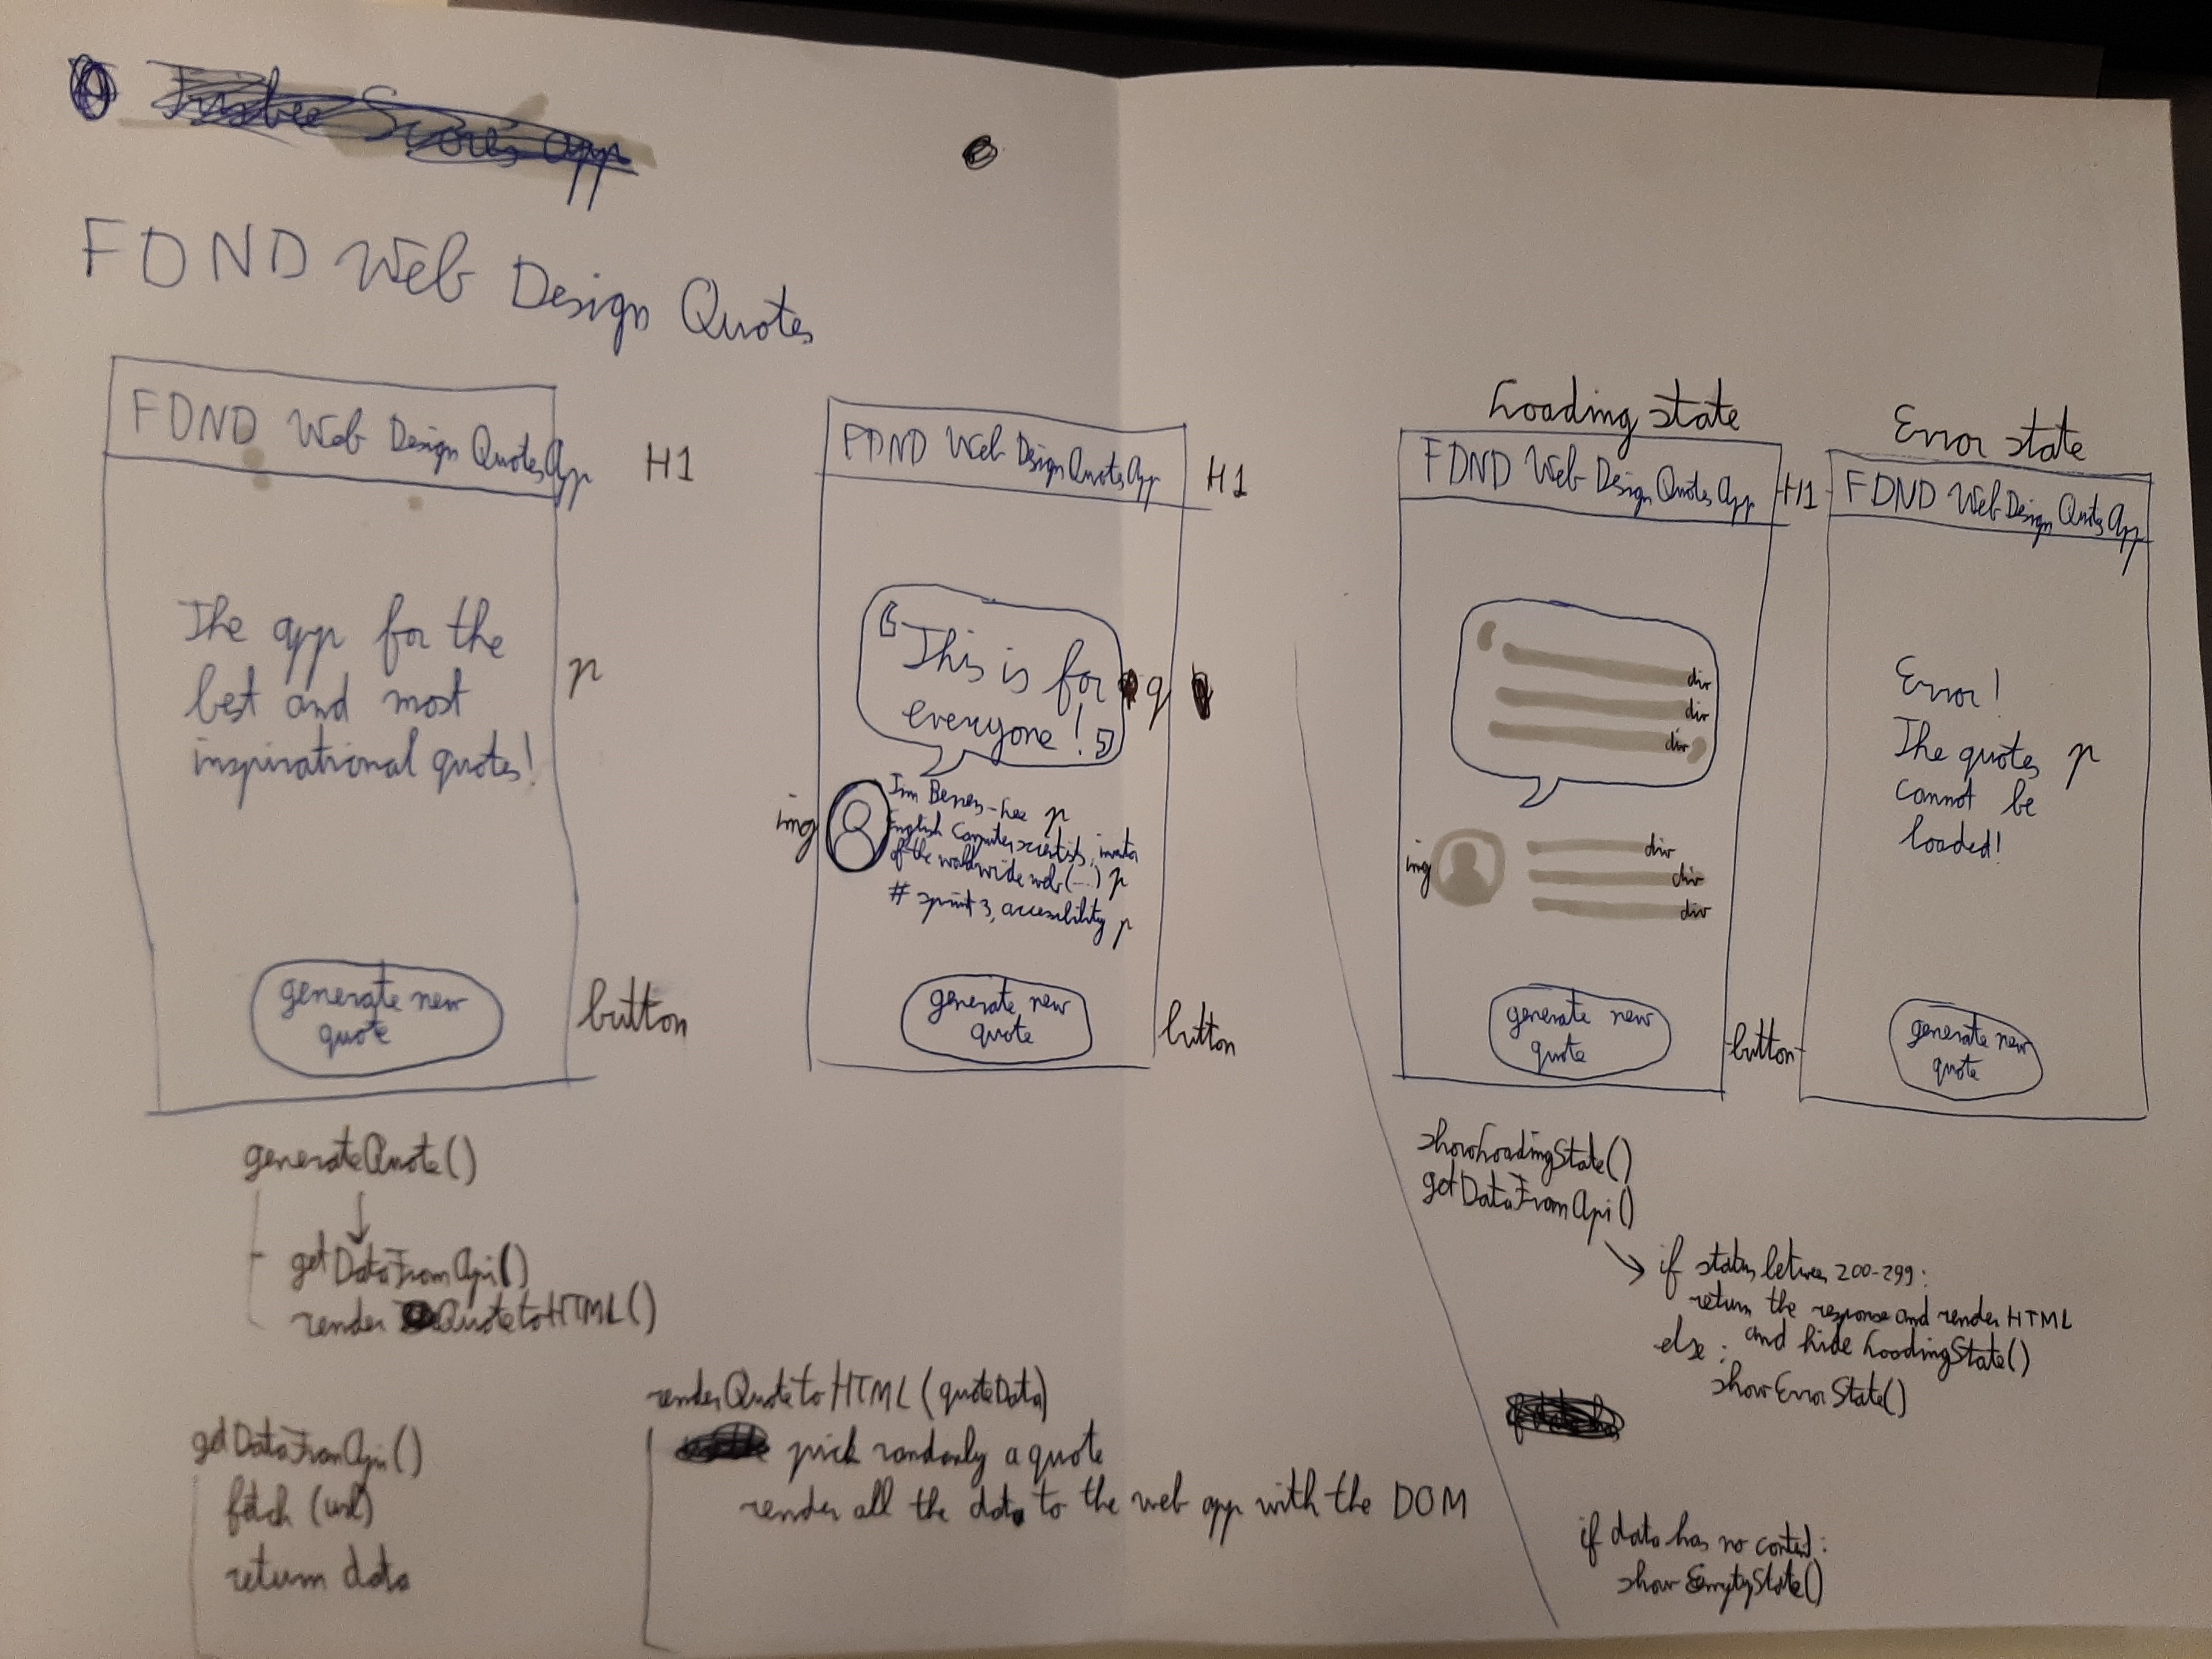 FDND Web Design Quotes
FDND Web Design Quotes App
H1
The app for the
best and most
inspirational quotes!
p
generate new
quote
button
FDND Web Design Quotes App
H1
"This is for
everyone!"
q
img
Tim Berners-Lee p
English Computer scientists, invator
of the world wide web (...) p
# sprint 3, accessibility p
generate new
quote
button
Loading state
FDND Web Design Quotes App
H1
div
div
div
img
div
div
div
generate new
quote
button
Error state
FDND Web Design Quotes App
Error!
The quotes
cannot be
loaded!
p
generate new
quote
generateQuote()
getDataFromApi()
render QuotetoHTML()
getDataFromApi()
fetch (url)
return data
renderQuotetoHTML (quoteData)
pick randomly a quote
render all the data to the web app with the DOM
showLoadingState()
getDataFromApi()
if status between 200-299:
return the response and render HTML
and hide LoadingState()
else:
showErrorState()
if data has no content:
show EmptyState()